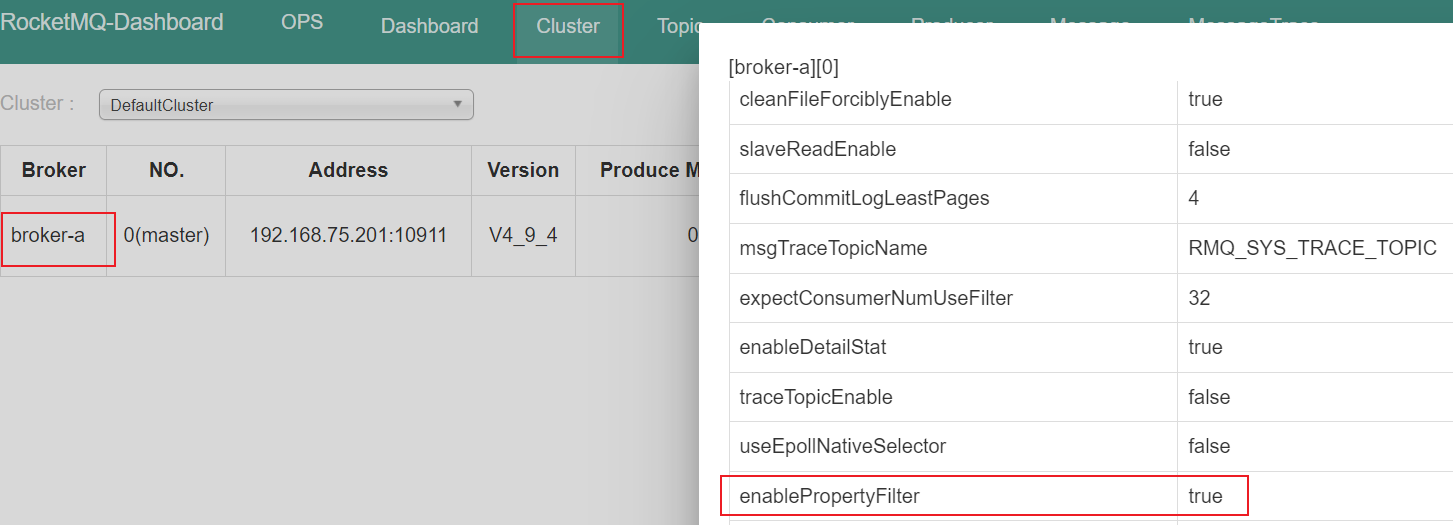 RocketMQ-Dashboard OPS Dashboard Cluster Topic
Cluster :
DefaultCluster
Broker NO. Address Version Produce M
broker-a 0(master) 192.168.75.201:10911 V4_9_4 0
[broker-a][0]
cleanFileForciblyEnable true
slaveReadEnable false
flushCommitLogLeastPages 4
msgTraceTopicName RMQ_SYS_TRACE_TOPIC
expectConsumerNumUseFilter 32
enableDetailStat true
traceTopicEnable false
useEpollNativeSelector false
enablePropertyFilter true